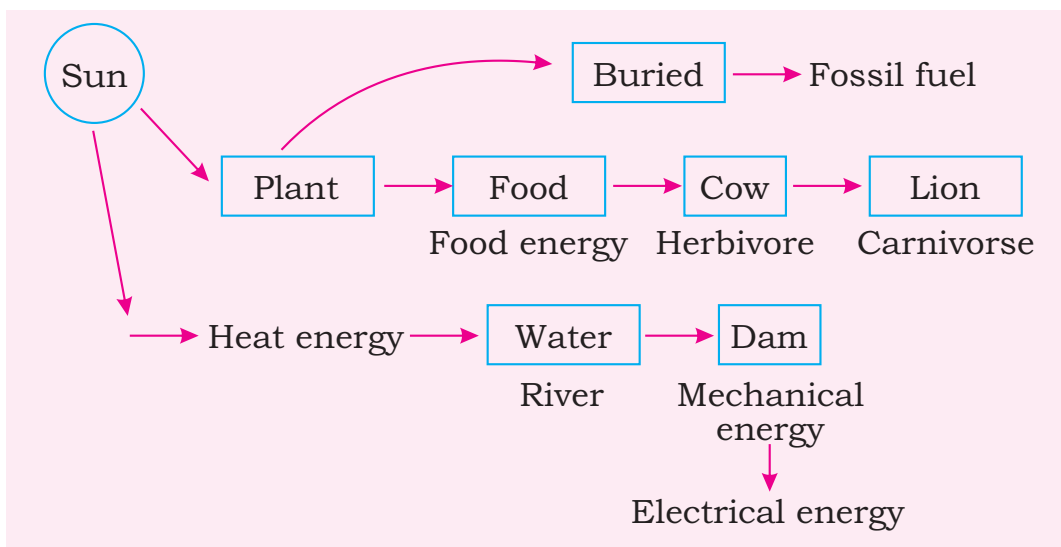 Sun
Buried
Fossil fuel
Plant
Food
Cow
Lion
Food energy
Herbivore
Carnivorse
Heat energy
Water
Dam
River
Mechanical
energy
Electrical energy